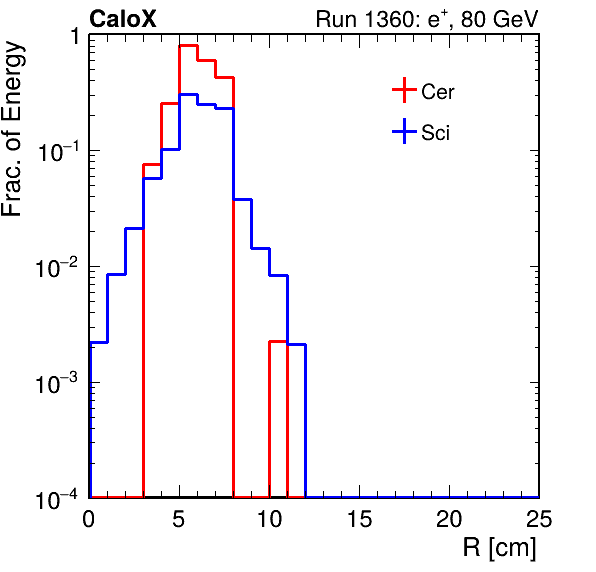 CaloX Run 1360: e⁺, 80 GeV
Frac. of Energy
1
10⁻¹
10⁻²
10⁻³
10⁻⁴
Cer
Sci
0 5 10 15 20 25
R [cm]